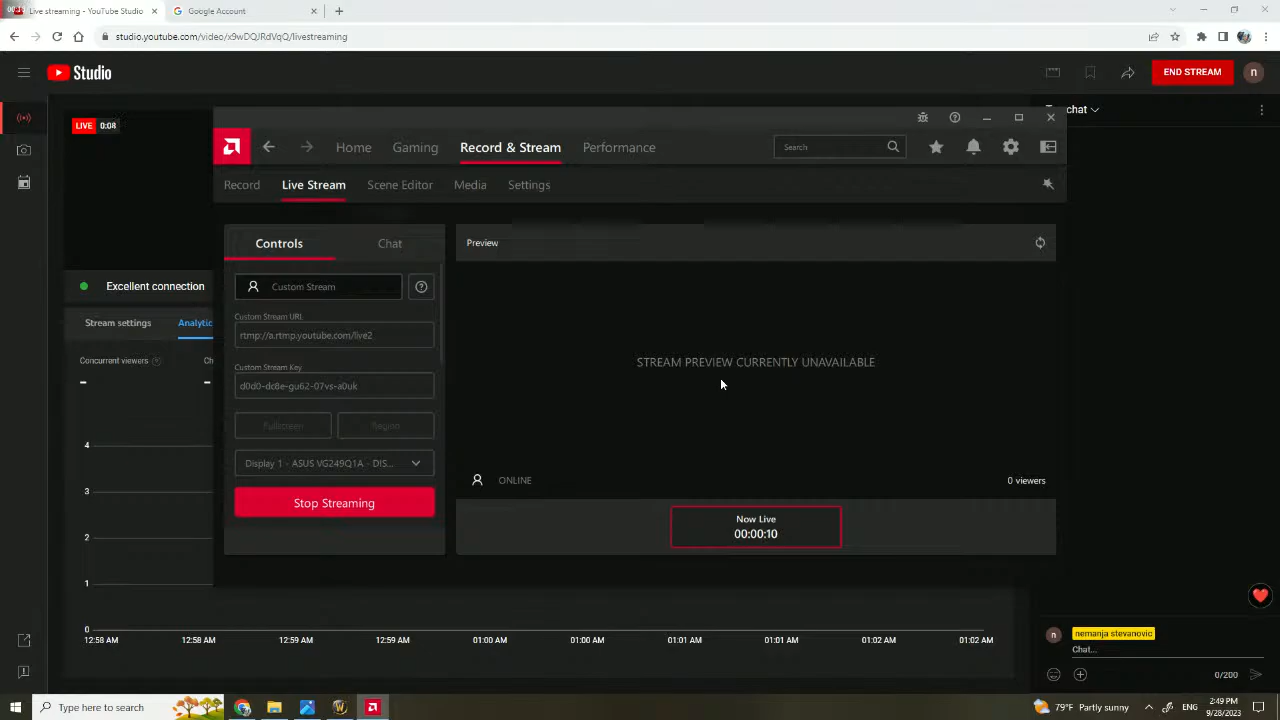 Live streaming - YouTube Studio
Google Account
studio.youtube.com/video/x9wDQJRdVqQ/livestreaming
Studio
END STREAM
n
LIVE 0:08
chat
Home
Gaming
Record & Stream
Performance
Search
Record
Live Stream
Scene Editor
Media
Settings
Controls
Chat
Preview
Custom Stream
Excellent connection
Custom Stream URL
rtmp://a.rtmp.youtube.com/live2
Stream settings
Analytic
Concurrent viewers
Ch
Custom Stream Key
d0d0-dc8e-gu62-07vs-a0uk
STREAM PREVIEW CURRENTLY UNAVAILABLE
Fullscreen
Region
Display 1 - ASUS VG249Q1A - DIS...
ONLINE
0 viewers
Stop Streaming
Now Live
00:00:10
4
3
2
1
0
12:58 AM
12:58 AM
12:59 AM
12:59 AM
01:00 AM
01:00 AM
01:01 AM
01:01 AM
01:02 AM
01:02 AM
n
nemanja stevanovic
Chat...
0/200
Type here to search
79°F Partly sunny
ENG
2:49 PM
9/28/2023